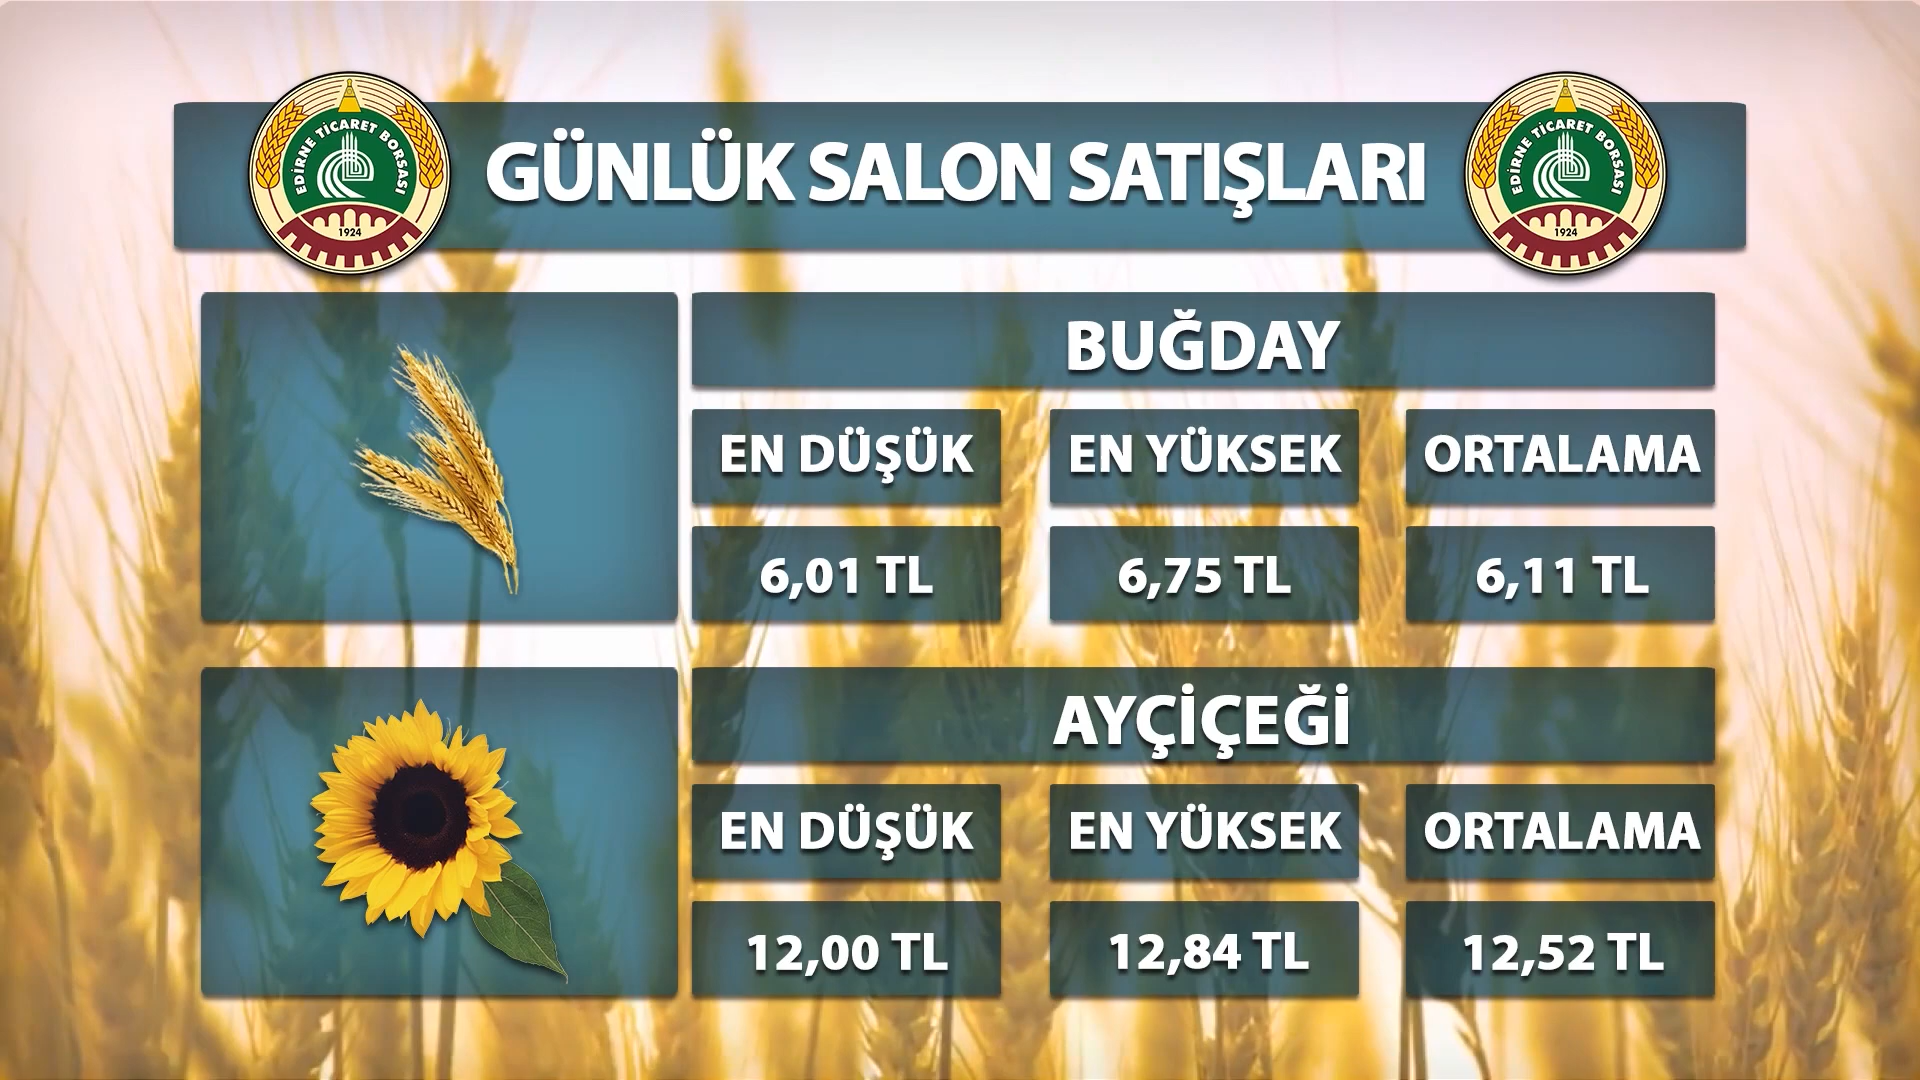 EDİRNE TİCARET BORSASI
1924
GÜNLÜK SALON SATIŞLARI
EDİRNE TİCARET BORSASI
1924
BUĞDAY
EN DÜŞÜK EN YÜKSEK ORTALAMA
6,01 TL 6,75 TL 6,11 TL
AYÇİÇEĞİ
EN DÜŞÜK EN YÜKSEK ORTALAMA
12,00 TL 12,84 TL 12,52 TL